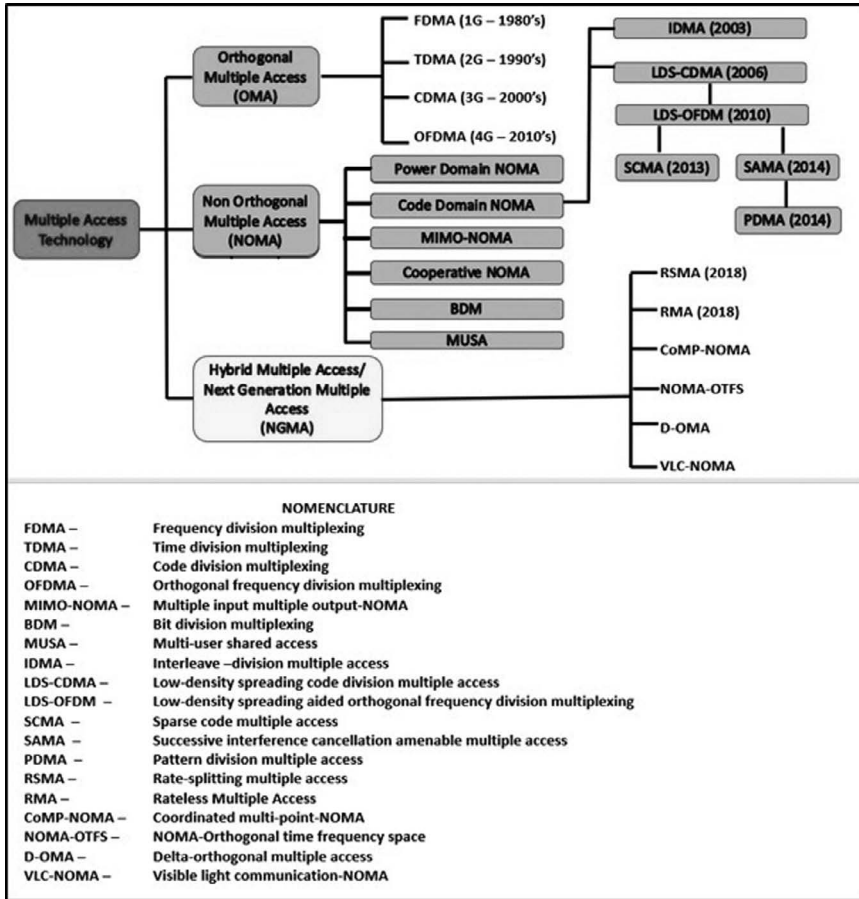 Multiple Access
Technology
Orthogonal
Multiple Access
(OMA)
FDMA (1G – 1980's)
TDMA (2G – 1990's)
CDMA (3G – 2000's)
OFDMA (4G – 2010's)
Non Orthogonal
Multiple Access
(NOMA)
Power Domain NOMA
Code Domain NOMA
MIMO-NOMA
Cooperative NOMA
BDM
MUSA
IDMA (2003)
LDS-CDMA (2006)
LDS-OFDM (2010)
SCMA (2013)
SAMA (2014)
PDMA (2014)
Hybrid Multiple Access/
Next Generation Multiple
Access
(NGMA)
RSMA (2018)
RMA (2018)
CoMP-NOMA
NOMA-OTFS
D-OMA
VLC-NOMA
NOMENCLATURE
FDMA – Frequency division multiplexing
TDMA – Time division multiplexing
CDMA – Code division multiplexing
OFDMA – Orthogonal frequency division multiplexing
MIMO-NOMA – Multiple input multiple output-NOMA
BDM – Bit division multiplexing
MUSA – Multi-user shared access
IDMA – Interleave –division multiple access
LDS-CDMA – Low-density spreading code division multiple access
LDS-OFDM – Low-density spreading aided orthogonal frequency division multiplexing
SCMA – Sparse code multiple access
SAMA – Successive interference cancellation amenable multiple access
PDMA – Pattern division multiple access
RSMA – Rate-splitting multiple access
RMA – Rateless Multiple Access
CoMP-NOMA – Coordinated multi-point-NOMA
NOMA-OTFS – NOMA-Orthogonal time frequency space
D-OMA – Delta-orthogonal multiple access
VLC-NOMA – Visible light communication-NOMA